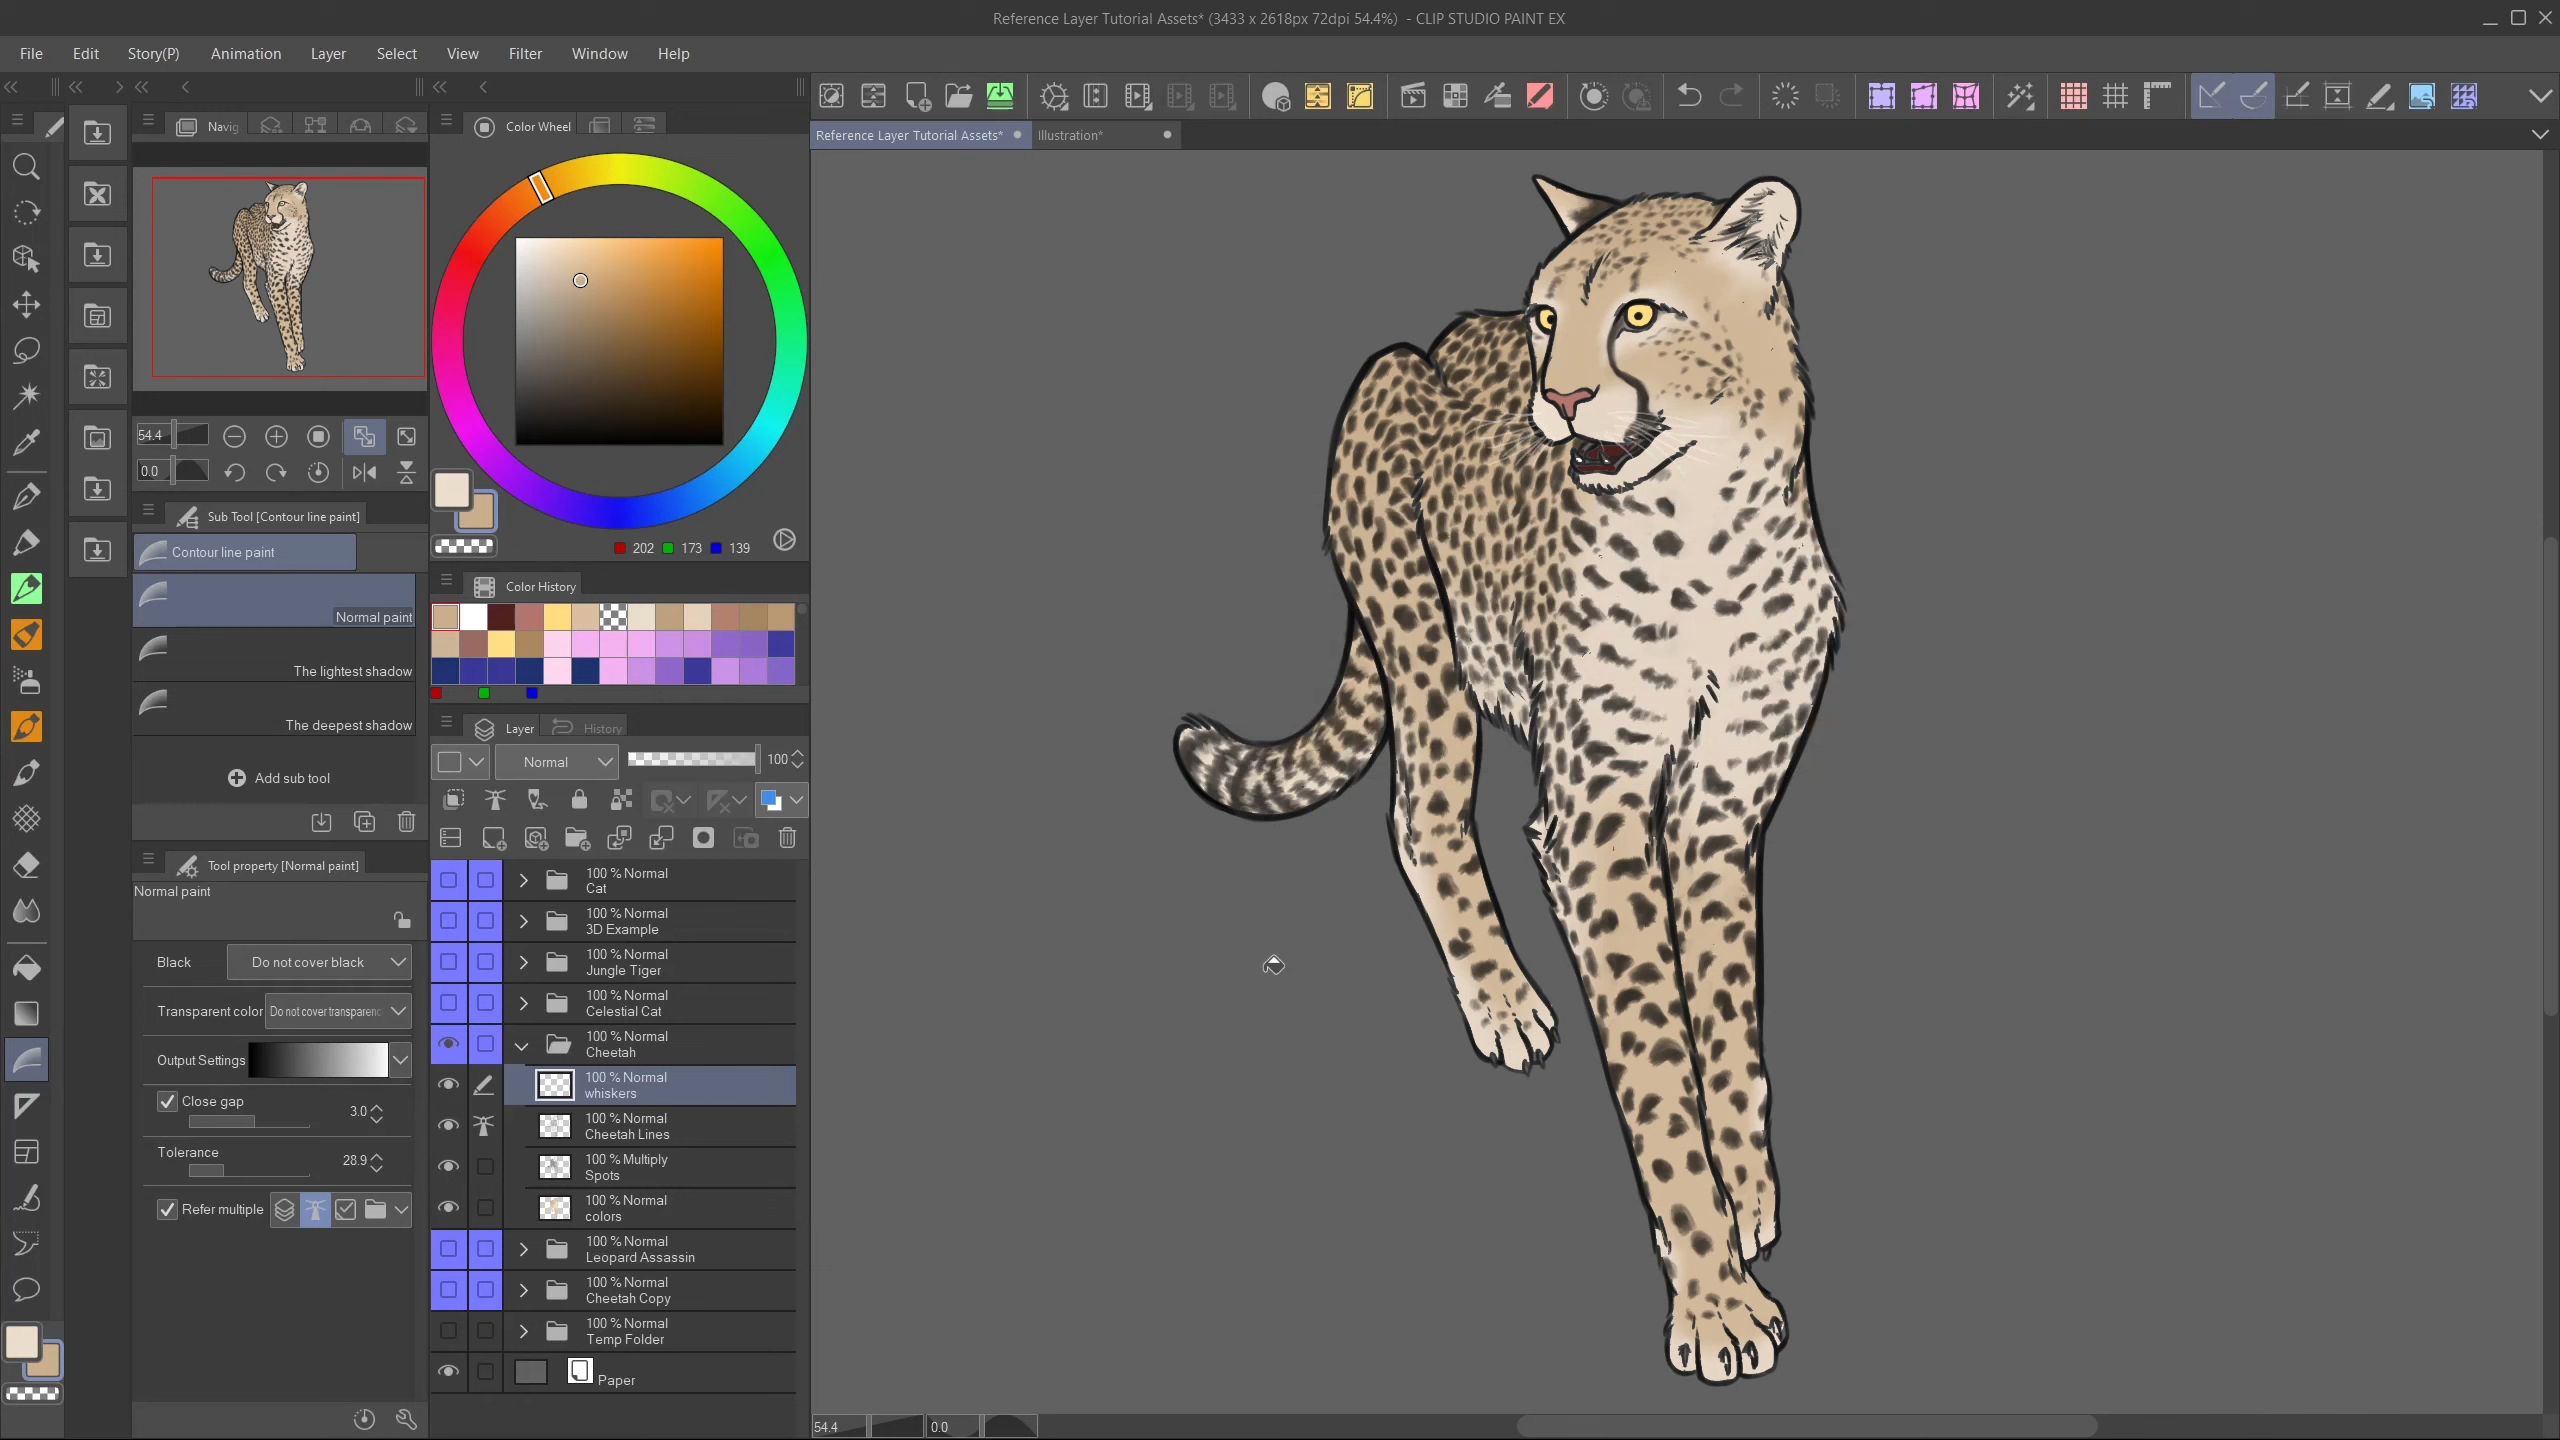 Reference Layer Tutorial Assets* (3433 x 2618px 72dpi 54.4%) - CLIP STUDIO PAINT EX
File Edit Story(P) Animation Layer Select View Filter Window Help
Navig
Color Wheel
Reference Layer Tutorial Assets* Illustration*
54.4
0.0
Sub Tool [Contour line paint]
Contour line paint
Normal paint
The lightest shadow
The deepest shadow
Add sub tool
Tool property [Normal paint]
Normal paint
Black Do not cover black
Transparent color Do not cover transparenc
Output Settings
Close gap 3.0
Tolerance 28.9
Refer multiple
202 173 139
Color History
Layer History
Normal 100
100 % Normal
Cat
100 % Normal
3D Example
100 % Normal
Jungle Tiger
100 % Normal
Celestial Cat
100 % Normal
Cheetah
100 % Normal
whiskers
100 % Normal
Cheetah Lines
100 % Multiply
Spots
100 % Normal
colors
100 % Normal
Leopard Assassin
100 % Normal
Cheetah Copy
100 % Normal
Temp Folder
Paper
54.4 0.0